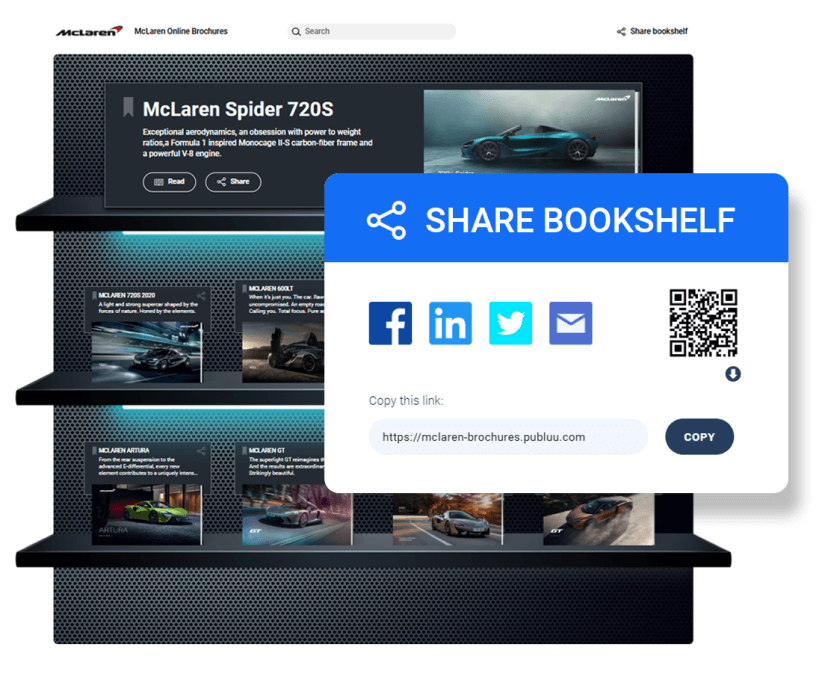 McLaren
McLaren Online Brochures
Search
Share bookshelf
McLaren Spider 720S
Exceptional aerodynamics, an obsession with power to weight
ratios,a Formula 1 inspired Monocage II-S carbon-fiber frame and
a powerful V-8 engine.
Read
Share
McLaren
720S Spider
SHARE BOOKSHELF
Copy this link:
https://mclaren-brochures.publuu.com
COPY
MCLAREN 720S 2020
A light and strong supercar shaped by the
forces of nature. Honed by the elements.
MCLAREN 600LT
When it's just you. The car. Raw
uncompromised. An empty road
Calling you. Total focus. Pure
MCLAREN ARTURA
From the rear suspension to the
advanced E-differential, every new
element contributes to a uniquely intens...
MCLAREN GT
The superlight GT reimagines
And the results are extraordinar
Strikingly beautiful.
ARTURA
GT
GT